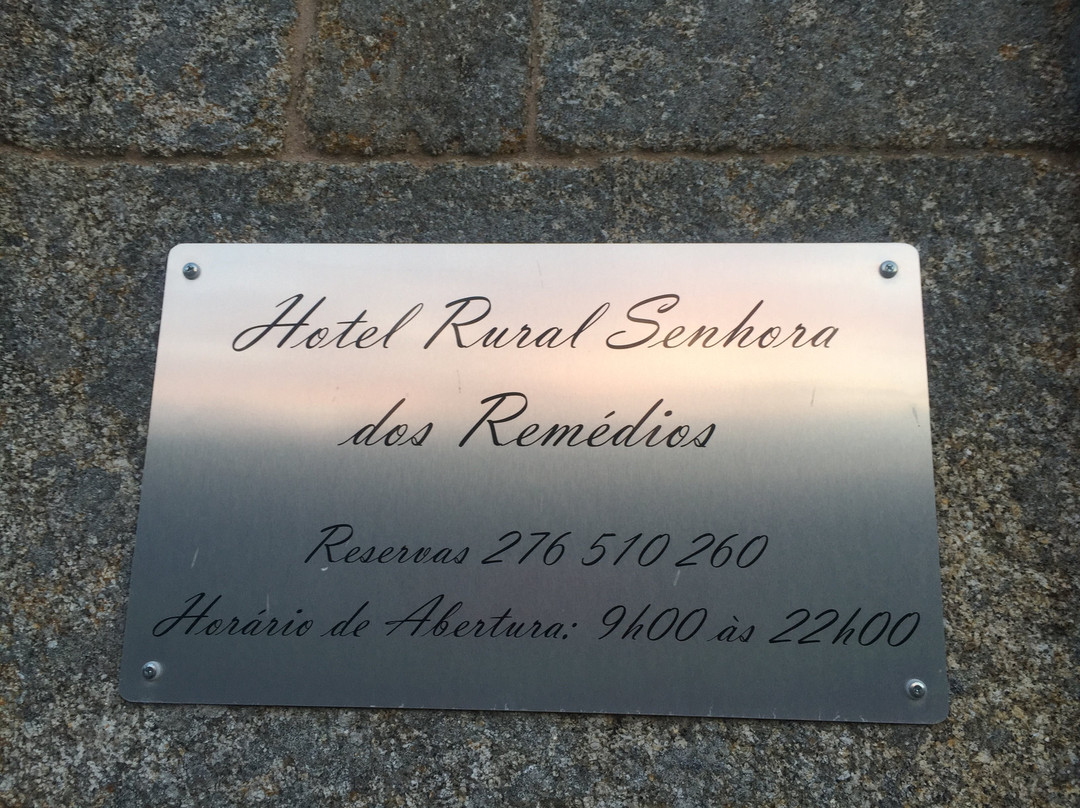 Hotel Rural Senhora
dos Remédios
Reservas 276 510 260
Horário de Abertura: 9h00 às 22h00